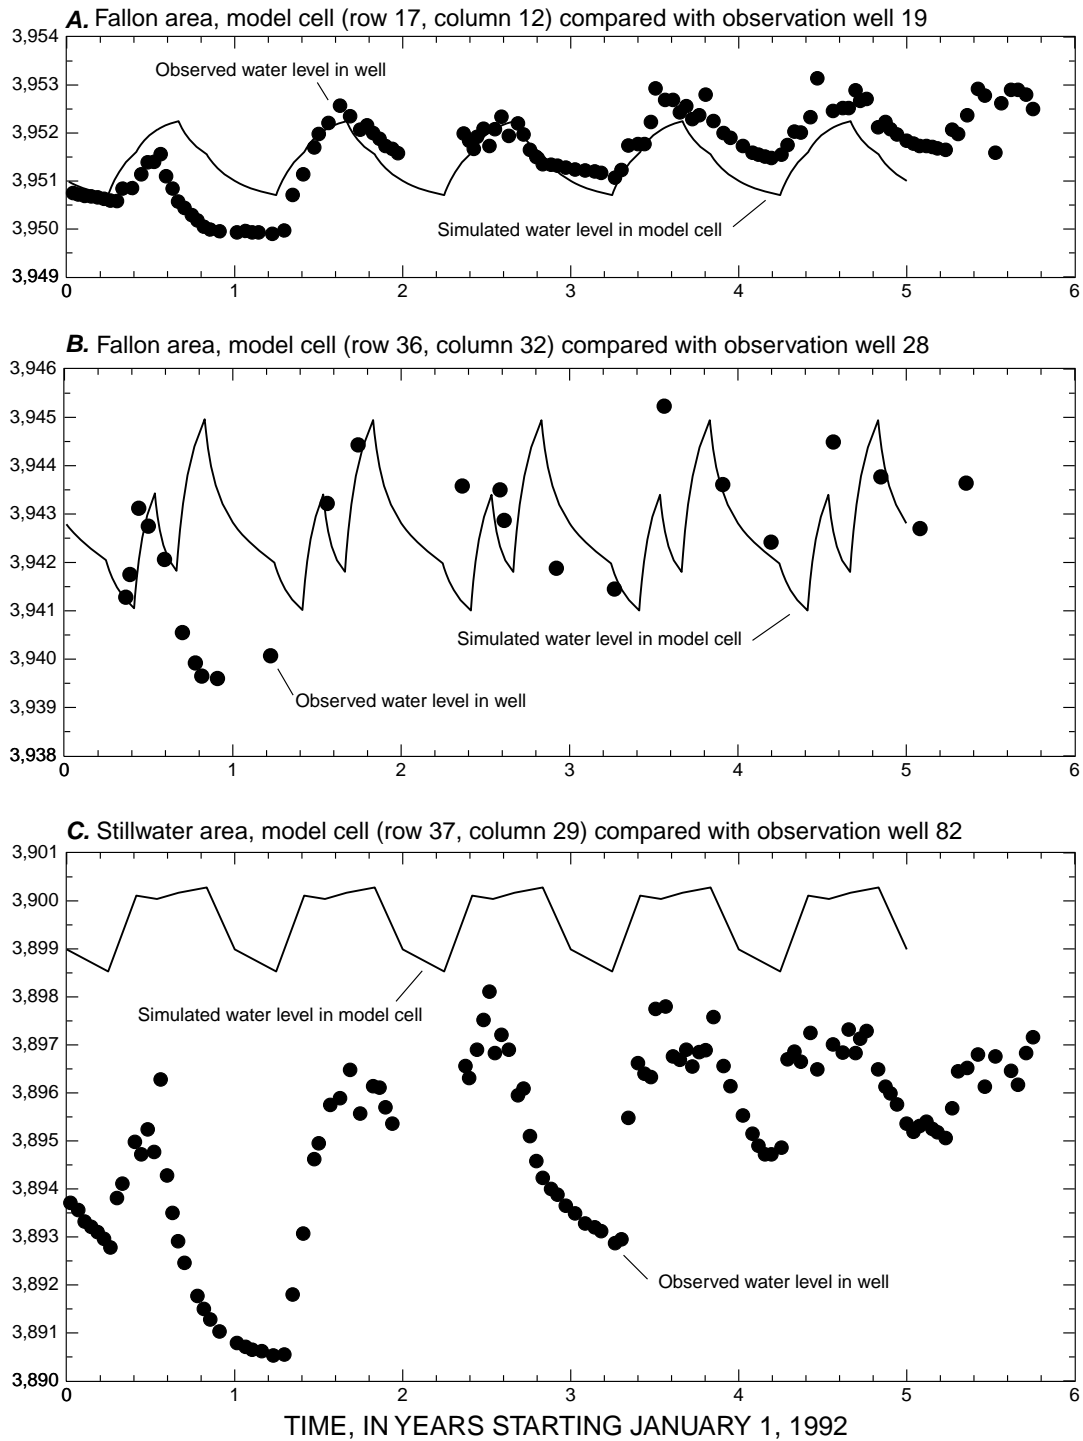 A. Fallon area, model cell (row 17, column 12) compared with observation well 19
3,954
3,953
3,952
3,951
3,950
3,949
Observed water level in well
Simulated water level in model cell
0 1 2 3 4 5 6
B. Fallon area, model cell (row 36, column 32) compared with observation well 28
3,946
3,945
3,944
3,943
3,942
3,941
3,940
3,939
3,938
Simulated water level in model cell
Observed water level in well
0 1 2 3 4 5 6
C. Stillwater area, model cell (row 37, column 29) compared with observation well 82
3,901
3,900
3,899
3,898
3,897
3,896
3,895
3,894
3,893
3,892
3,891
3,890
Simulated water level in model cell
Observed water level in well
0 1 2 3 4 5 6
TIME, IN YEARS STARTING JANUARY 1, 1992